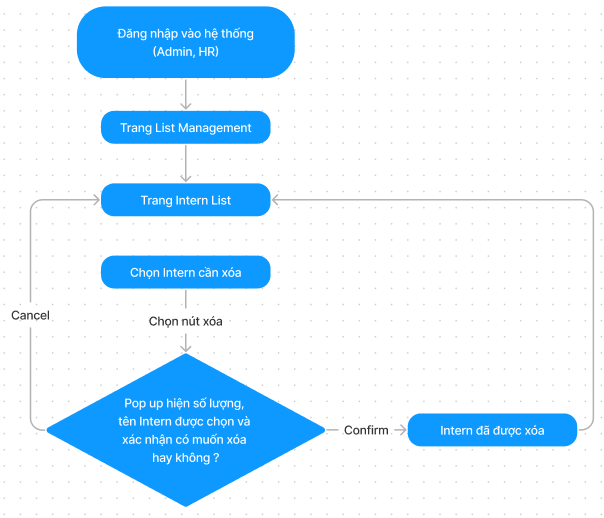 Đăng nhập vào hệ thống
(Admin, HR)
Trang List Management
Trang Intern List
Chọn Intern cần xóa
Cancel
Chọn nút xóa
Pop up hiện số lượng,
tên Intern được chọn và
xác nhận có muốn xóa
hay không ?
Confirm
Intern đã được xóa